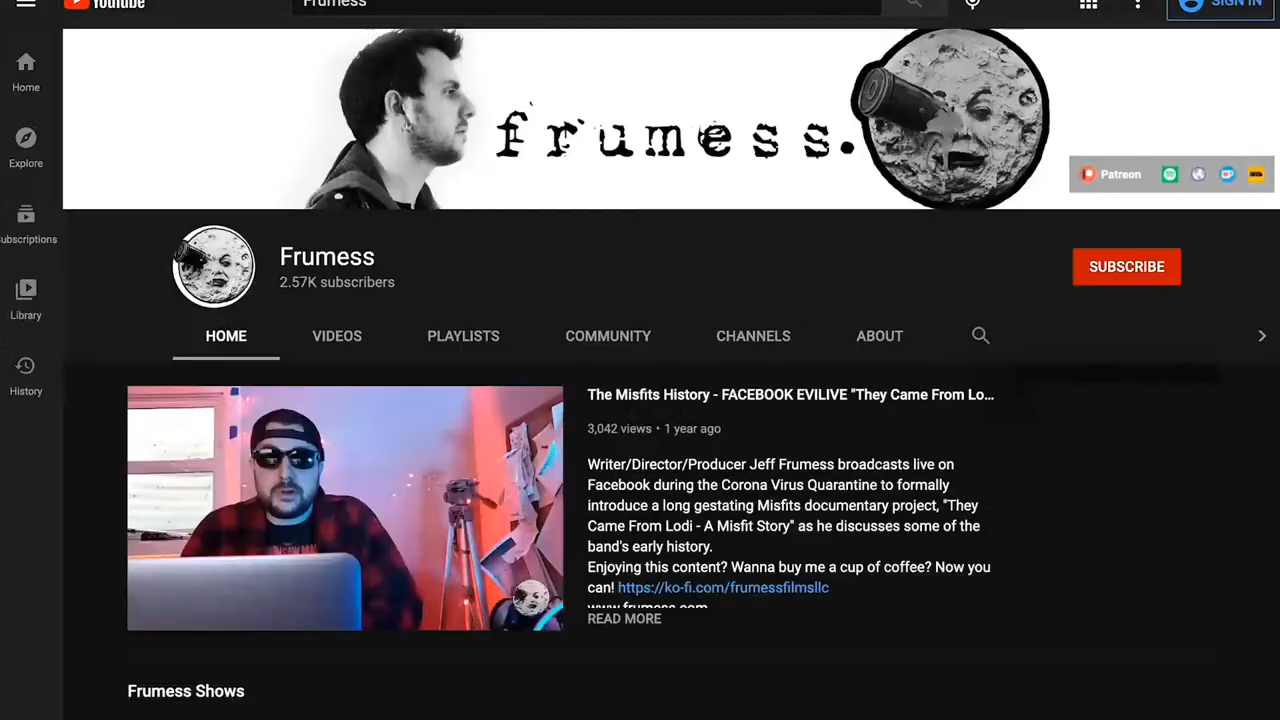 YouTube
Frumess
SIGN IN
Home
Explore
Subscriptions
Library
History
frumess.
Patreon
Frumess
2.57K subscribers
SUBSCRIBE
HOME
VIDEOS
PLAYLISTS
COMMUNITY
CHANNELS
ABOUT
The Misfits History - FACEBOOK EVILIVE "They Came From Lo...
3,042 views • 1 year ago
Writer/Director/Producer Jeff Frumess broadcasts live on
Facebook during the Corona Virus Quarantine to formally
introduce a long gestating Misfits documentary project, "They
Came From Lodi - A Misfit Story" as he discusses some of the
band's early history.
Enjoying this content? Wanna buy me a cup of coffee? Now you
can! https://ko-fi.com/frumessfilmsllc
www.frumess.com
READ MORE
Frumess Shows